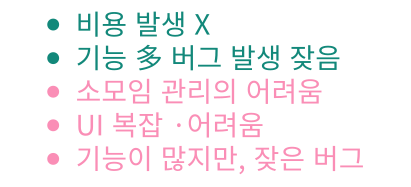 • 비용 발생 X
• 기능 多 버그 발생 잦음
• 소모임 관리의 어려움
• UI 복잡 ·어려움
• 기능이 많지만, 잦은 버그